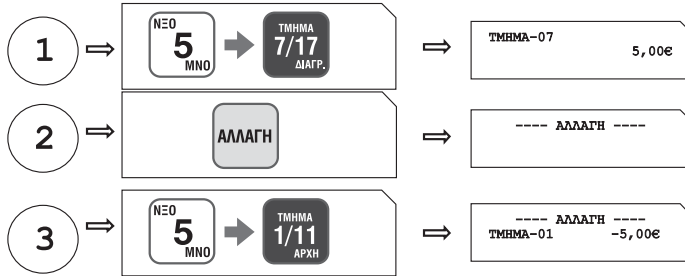 1
ΝΞΟ
5
ΜΝΟ
ΤΜΗΜΑ
7/17
ΔΙΑΓΡ.
ΤΜΗΜΑ-07
5,00€
2
ΑΛΛΑΓΗ
---- ΑΛΛΑΓΗ ----
3
ΝΞΟ
5
ΜΝΟ
ΤΜΗΜΑ
1/11
ΑΡΧΗ
---- ΑΛΛΑΓΗ ----
ΤΜΗΜΑ-01 -5,00€